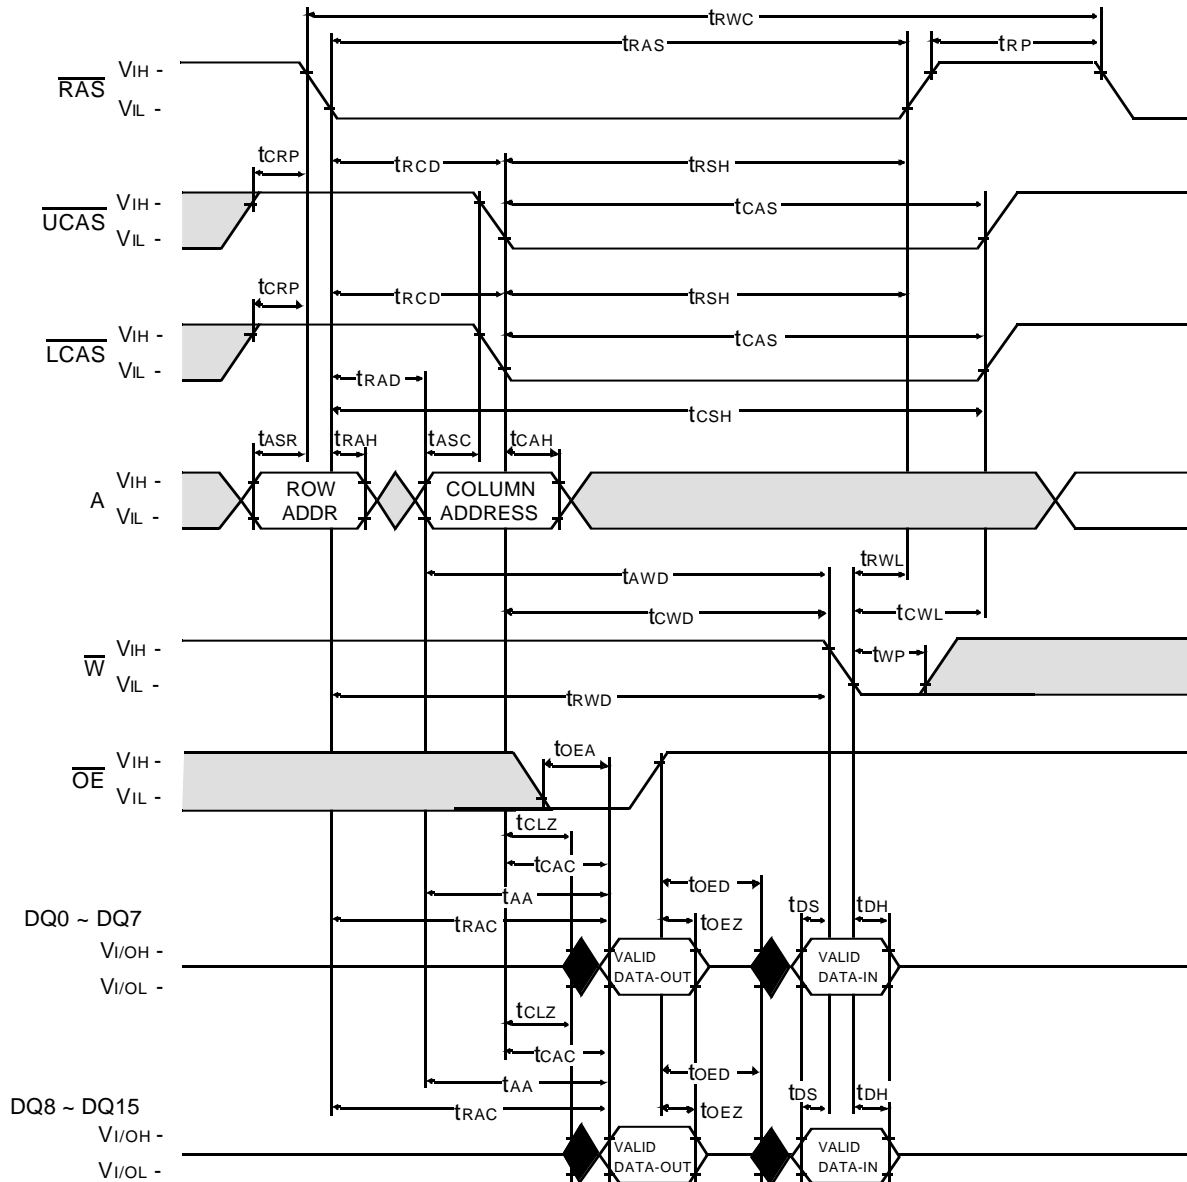 tRWC
tRAS
tRP
RAS
VIH -
VIL -
tCRP
tRCD
tRSH
UCAS
VIH -
VIL -
tCAS
tCRP
tRCD
tRSH
LCAS
VIH -
VIL -
tCAS
tRAD
tCSH
tASR
tRAH
tASC
tCAH
A
VIH -
VIL -
ROW
ADDR
COLUMN
ADDRESS
tAWD
tRWL
tCWD
tCWL
W
VIH -
VIL -
tWP
tRWD
OE
VIH -
VIL -
tOEA
tCLZ
tCAC
tOED
tAA
tDS
tDH
DQ0 ~ DQ7
tRAC
tOEZ
VI/OH -
VI/OL -
VALID
DATA-OUT
VALID
DATA-IN
tCLZ
tCAC
tOED
tAA
tDS
tDH
DQ8 ~ DQ15
tRAC
tOEZ
VI/OH -
VI/OL -
VALID
DATA-OUT
VALID
DATA-IN